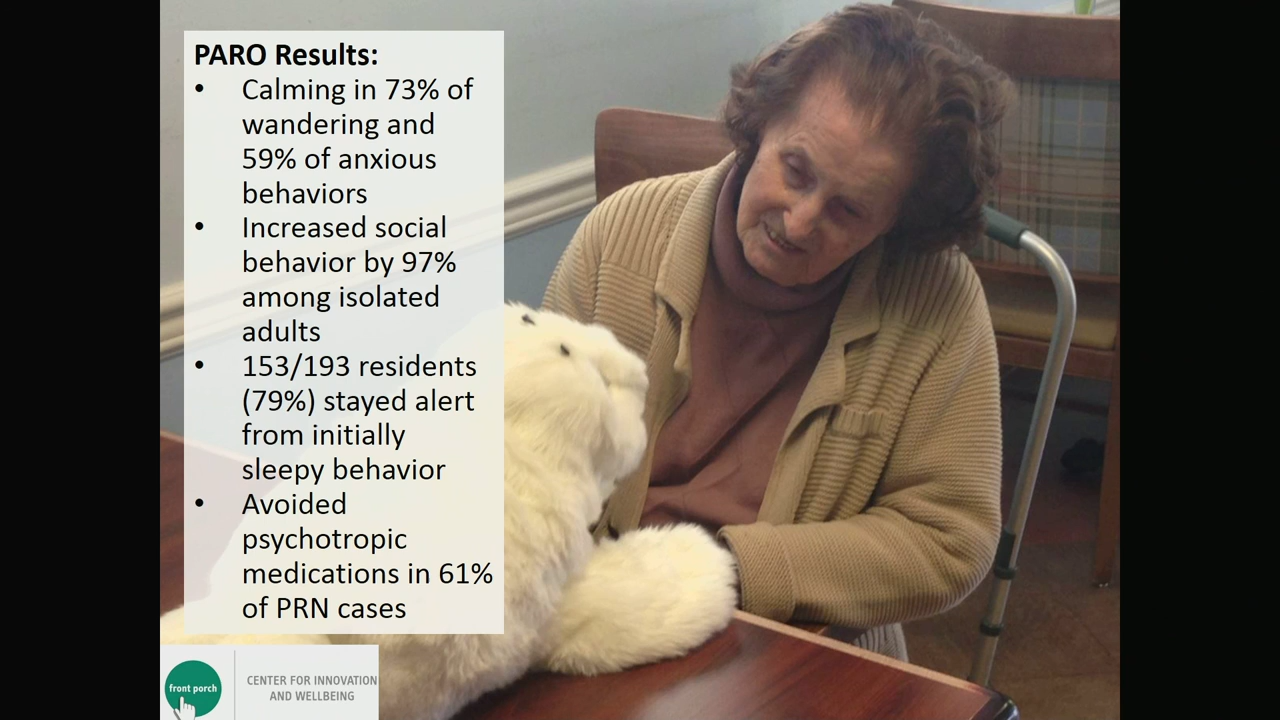 PARO Results:
• Calming in 73% of
wandering and
59% of anxious
behaviors
• Increased social
behavior by 97%
among isolated
adults
• 153/193 residents
(79%) stayed alert
from initially
sleepy behavior
• Avoided
psychotropic
medications in 61%
of PRN cases
front porch
CENTER FOR INNOVATION
AND WELLBEING